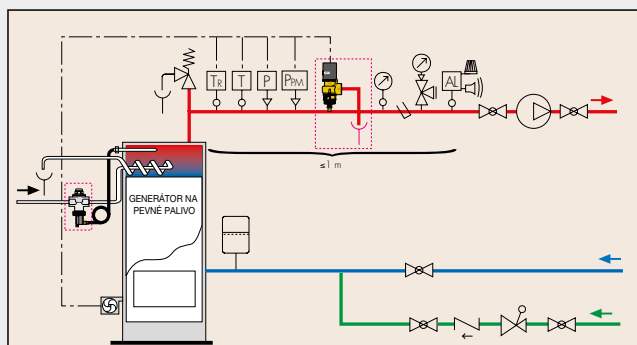 TR T P PPM AL
≤1 m
GENERÁTOR NA
PEVNÉ PALIVO